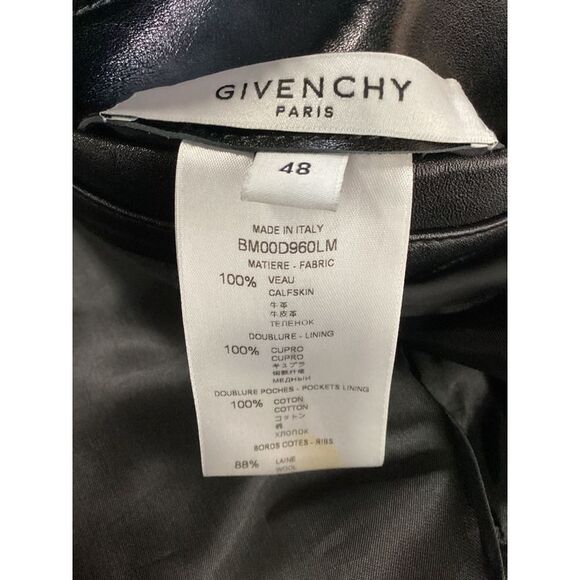 GIVENCHY
PARIS
48
MADE IN ITALY
BM00D960LM
MATIERE - FABRIC
100% VEAU
CALFSKIN
牛革
牛皮革
ТЕЛЕНОК
DOUBLURE - LINING
100% CUPRO
CUPRO
キュプラ
铜氨纤维
МЕДНЫЙ
DOUBLURE POCHES - POCKETS LINING
100% COTON
COTTON
コットン
棉
ХЛОПОК
BORDS COTES - RIBS
88% LAINE
WOOL